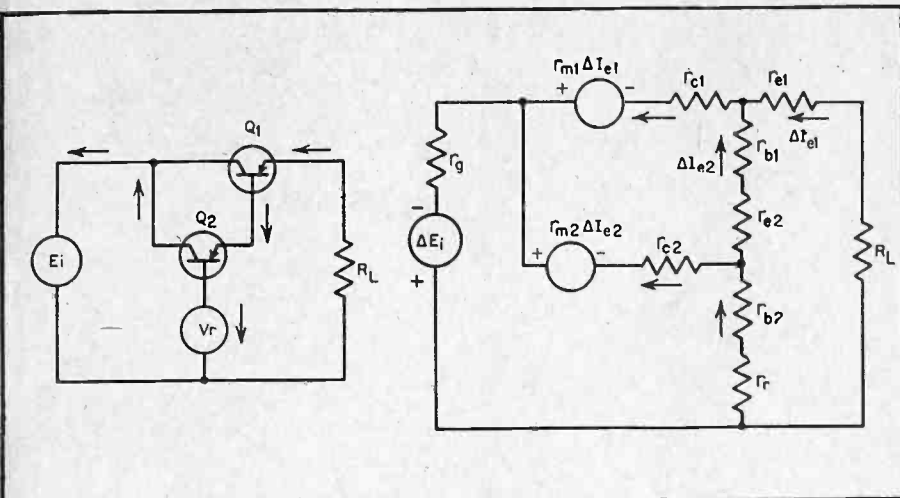 Q1
Q2
Ei
Vr
RL
rm1 ΔIe1
+ -
rc1
re1
ΔIe1
rg
-
ΔEi
+
ΔIe2
rb1
re2
rm2 ΔIe2
+ -
rc2
rb2
rr
RL